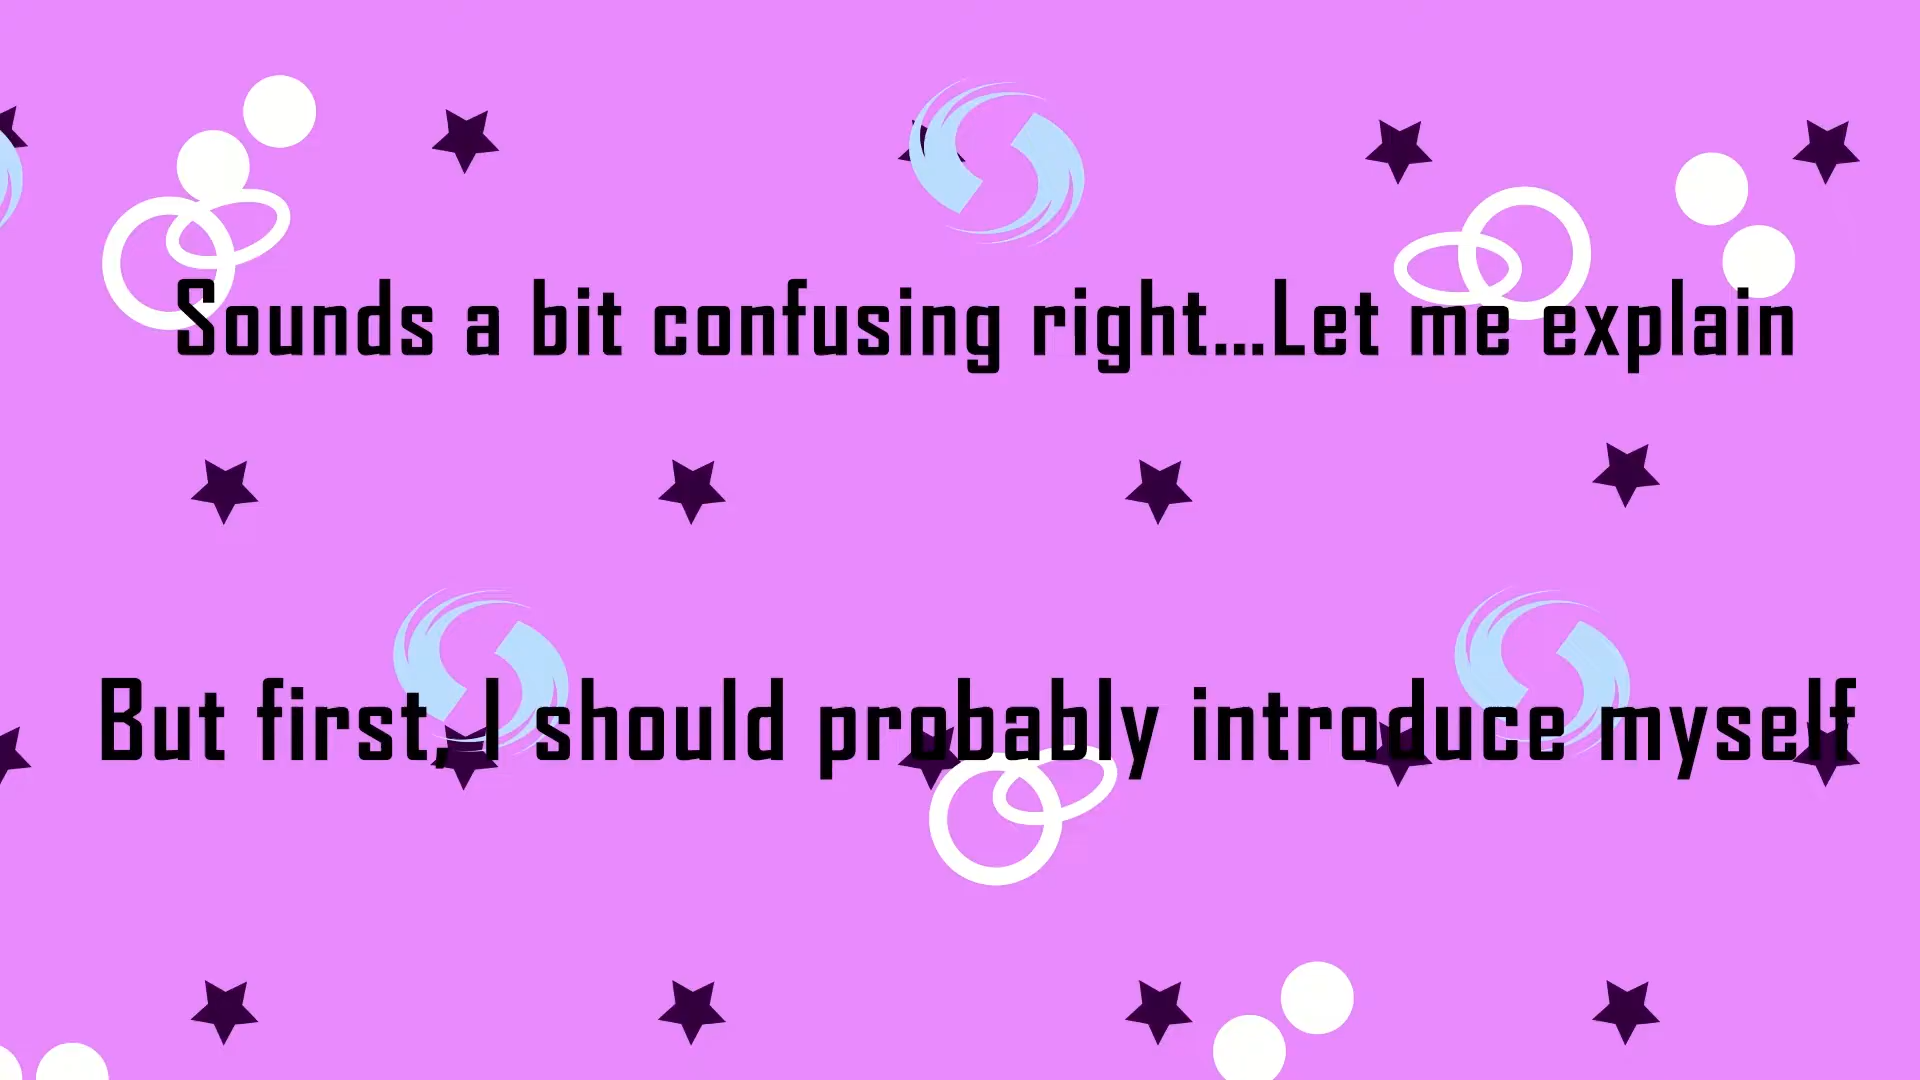 Sounds a bit confusing right...Let me explain
But first, I should probably introduce myself